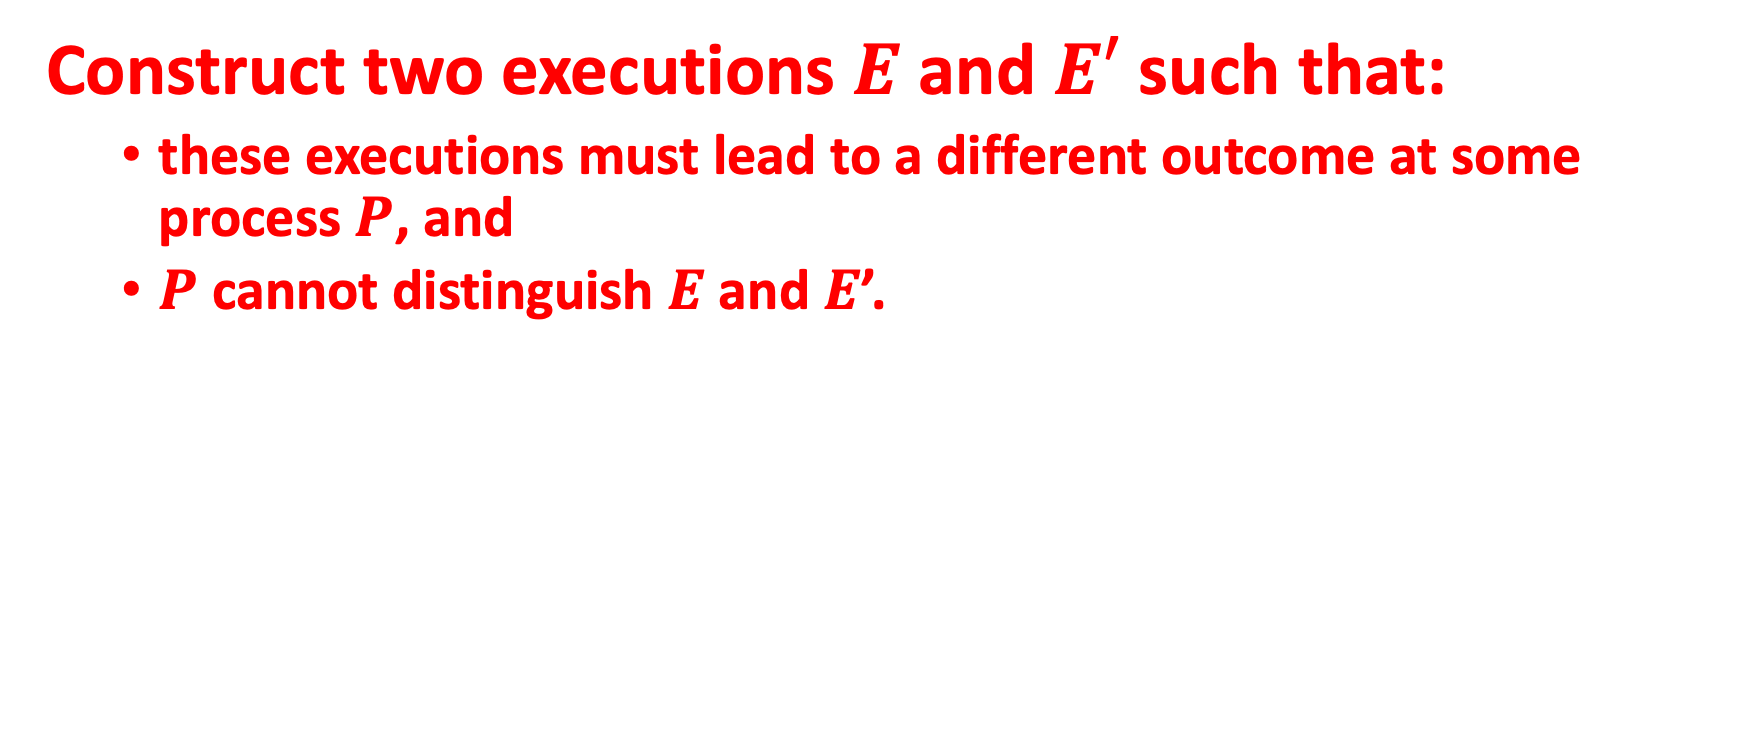 Construct two executions E and E′ such that:
• these executions must lead to a different outcome at some
process P, and
• P cannot distinguish E and E’.